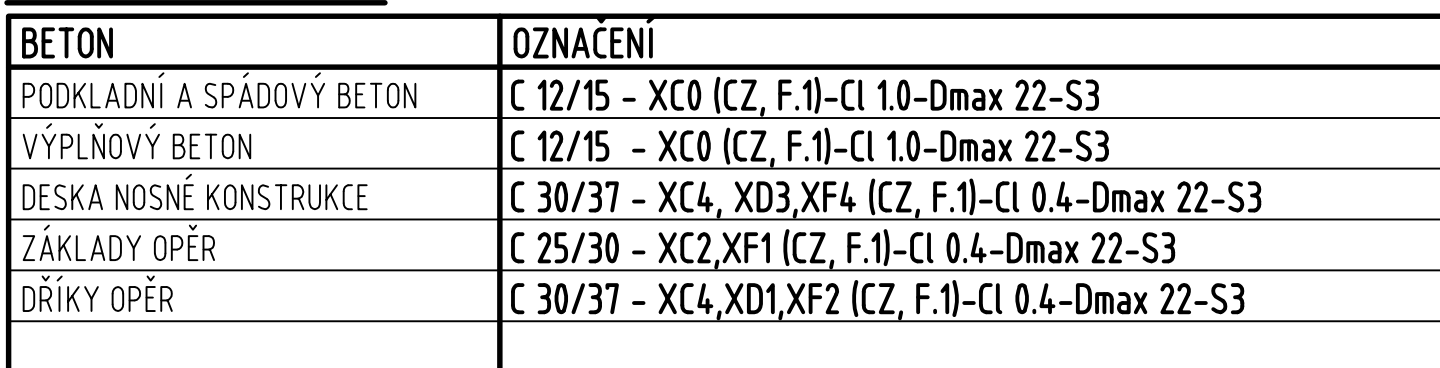 BETON OZNAČENÍ
PODKLADNÍ A SPÁDOVÝ BETON C 12/15 - XC0 (CZ, F.1)-Cl 1.0-Dmax 22-S3
VÝPLŇOVÝ BETON C 12/15 - XC0 (CZ, F.1)-Cl 1.0-Dmax 22-S3
DESKA NOSNÉ KONSTRUKCE C 30/37 - XC4, XD3,XF4 (CZ, F.1)-Cl 0.4-Dmax 22-S3
ZÁKLADY OPĚR C 25/30 - XC2,XF1 (CZ, F.1)-Cl 0.4-Dmax 22-S3
DŘÍKY OPĚR C 30/37 - XC4,XD1,XF2 (CZ, F.1)-Cl 0.4-Dmax 22-S3